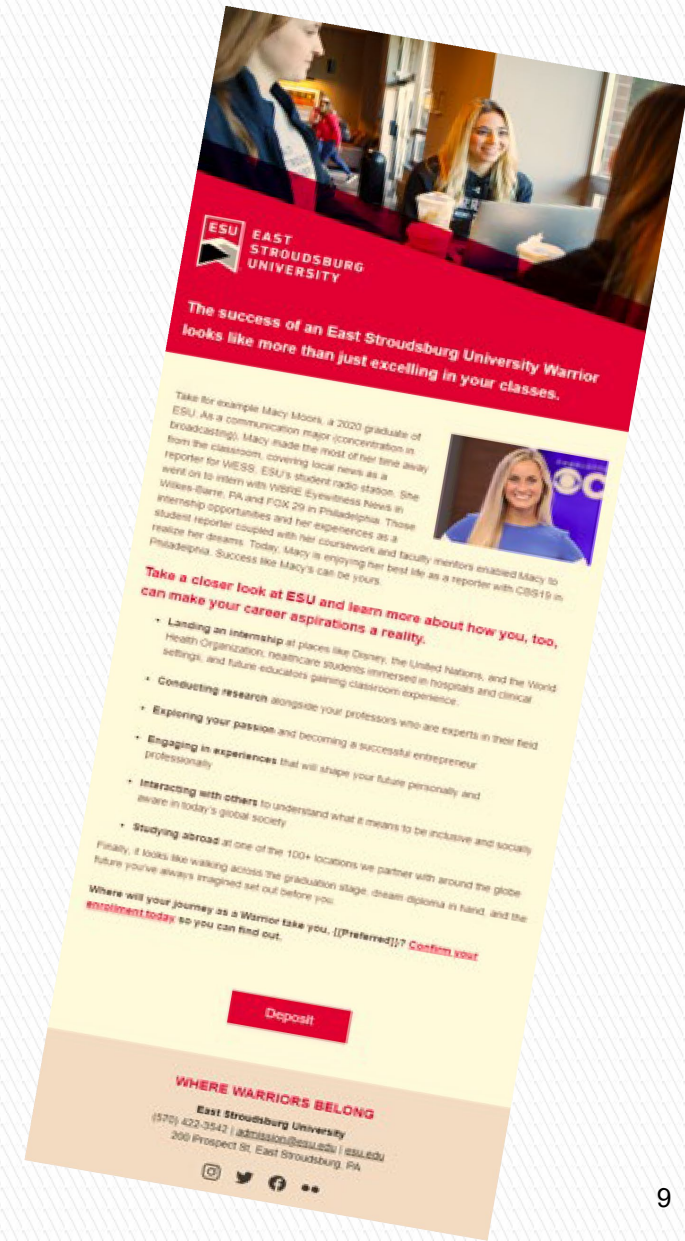 ESU
EAST
STROUDSBURG
UNIVERSITY
The success of an East Stroudsburg University Warrior
looks like more than just excelling in your classes.
Take for example Macy Moors, a 2020 graduate of
ESU. As a communication major (concentration in
broadcasting), Macy made the most of her time away
from the classroom, covering local news as a
reporter for WESS, ESU's student radio station. She
went on to intern with WBRE Eyewitness News in
Wilkes-Barre, PA and FOX 29 in Philadelphia. Those
internship opportunities and her experiences as a
student reporter coupled with her coursework and faculty mentors enabled Macy to
realize her dreams. Today, Macy is enjoying her best life as a reporter with CBS19 in
Philadelphia. Success like Macy's can be yours.
Take a closer look at ESU and learn more about how you, too,
can make your career aspirations a reality.
• Landing an internship at places like Disney, the United Nations, and the World
Health Organization, healthcare students immersed in hospitals and clinical
settings, and future educators gaining classroom experience.
• Conducting research alongside your professors who are experts in their field
• Exploring your passion and becoming a successful entrepreneur
• Engaging in experiences that will shape your future personally and
professionally
• Interacting with others to understand what it means to be inclusive and socially
aware in today's global society
• Studying abroad at one of the 100+ locations we partner with around the globe
Finally, it looks like walking across the graduation stage, dream diploma in hand, and the
future you've always imagined set out before you.
Where will your journey as a Warrior take you, {{Preferred}}? Confirm your
enrollment today so you can find out.
Deposit
WHERE WARRIORS BELONG
East Stroudsburg University
(570) 422-3542 | admission@esu.edu | esu.edu
200 Prospect St, East Stroudsburg, PA
9